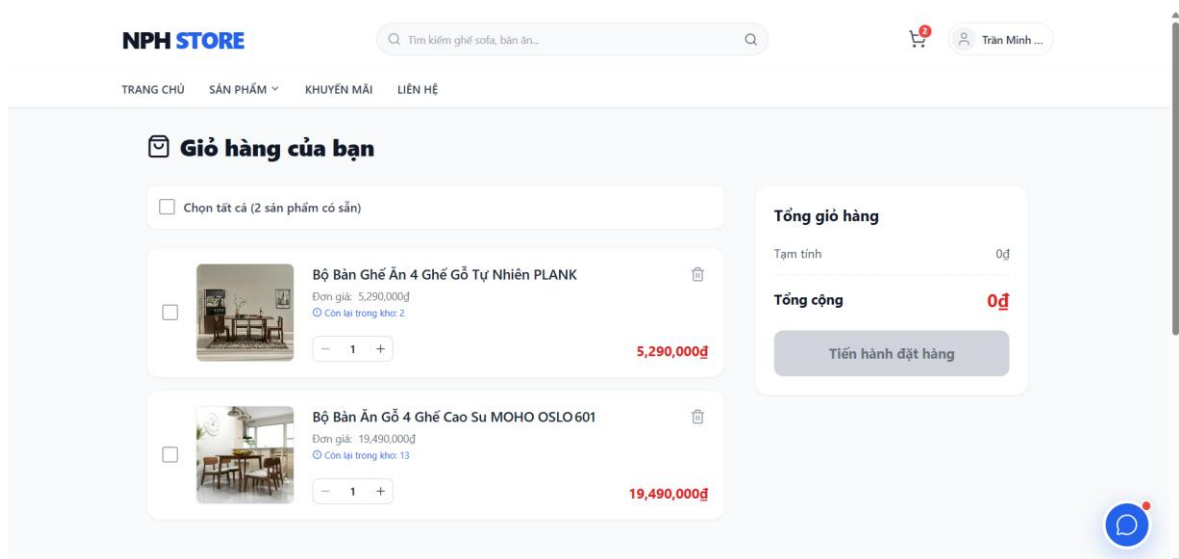 NPH STORE
Tìm kiếm ghế sofa, bàn ăn...
2
Trần Minh ...
TRANG CHỦ SẢN PHẨM KHUYẾN MÃI LIÊN HỆ
Giỏ hàng của bạn
Chọn tất cả (2 sản phẩm có sẵn)
Bộ Bàn Ghế Ăn 4 Ghế Gỗ Tự Nhiên PLANK
Đơn giá: 5,290,000₫
Còn lại trong kho: 2
− 1 +
5,290,000₫
Bộ Bàn Ăn Gỗ 4 Ghế Cao Su MOHO OSLO 601
Đơn giá: 19,490,000₫
Còn lại trong kho: 13
− 1 +
19,490,000₫
Tổng giỏ hàng
Tạm tính 0₫
Tổng cộng 0₫
Tiến hành đặt hàng